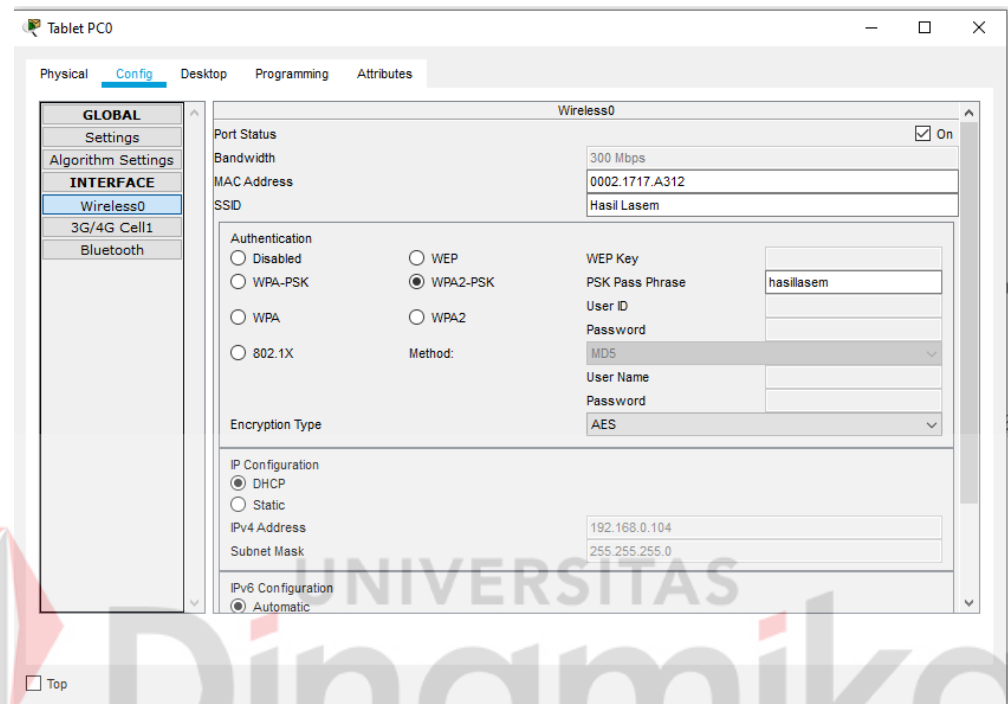 Tablet PC0
Physical Config Desktop Programming Attributes
GLOBAL
Settings
Algorithm Settings
INTERFACE
Wireless0
3G/4G Cell1
Bluetooth
Wireless0
Port Status On
Bandwidth 300 Mbps
MAC Address 0002.1717.A312
SSID Hasil Lasem
Authentication
Disabled WEP WEP Key
WPA-PSK WPA2-PSK PSK Pass Phrase hasillasem
User ID
WPA WPA2
Password
802.1X Method: MD5
User Name
Password
Encryption Type AES
IP Configuration
DHCP
Static
IPv4 Address 192.168.0.104
Subnet Mask 255.255.255.0
IPv6 Configuration
Automatic
UNIVERSITAS
Dinamika
Top